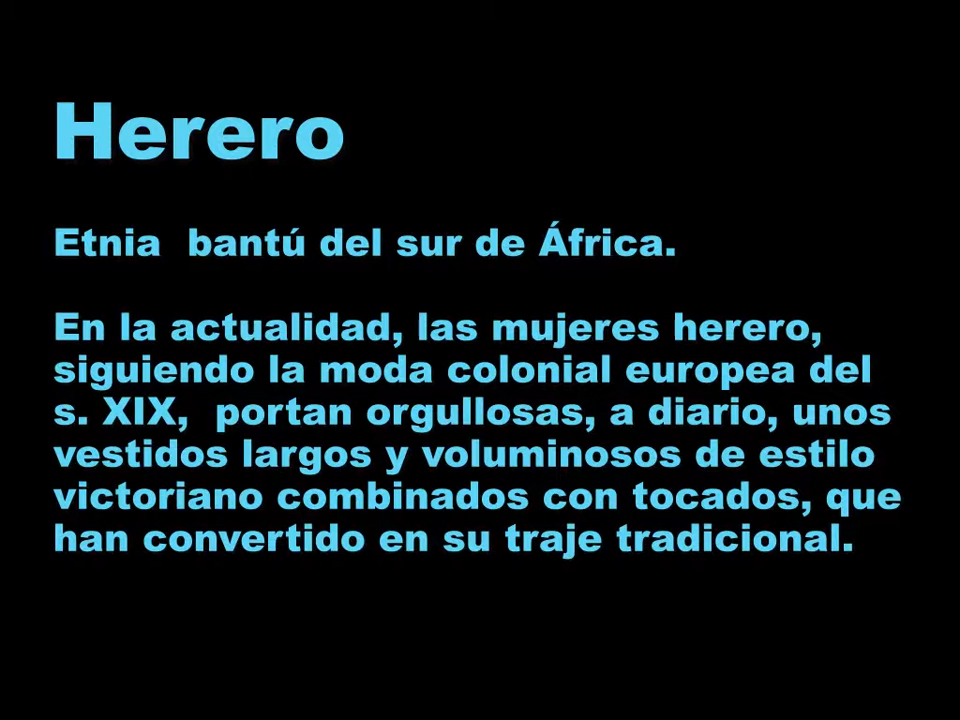 Herero
Etnia  bantú del sur de África.
En la actualidad, las mujeres herero,
siguiendo la moda colonial europea del
s. XIX,  portan orgullosas, a diario, unos
vestidos largos y voluminosos de estilo
victoriano combinados con tocados, que
han convertido en su traje tradicional.